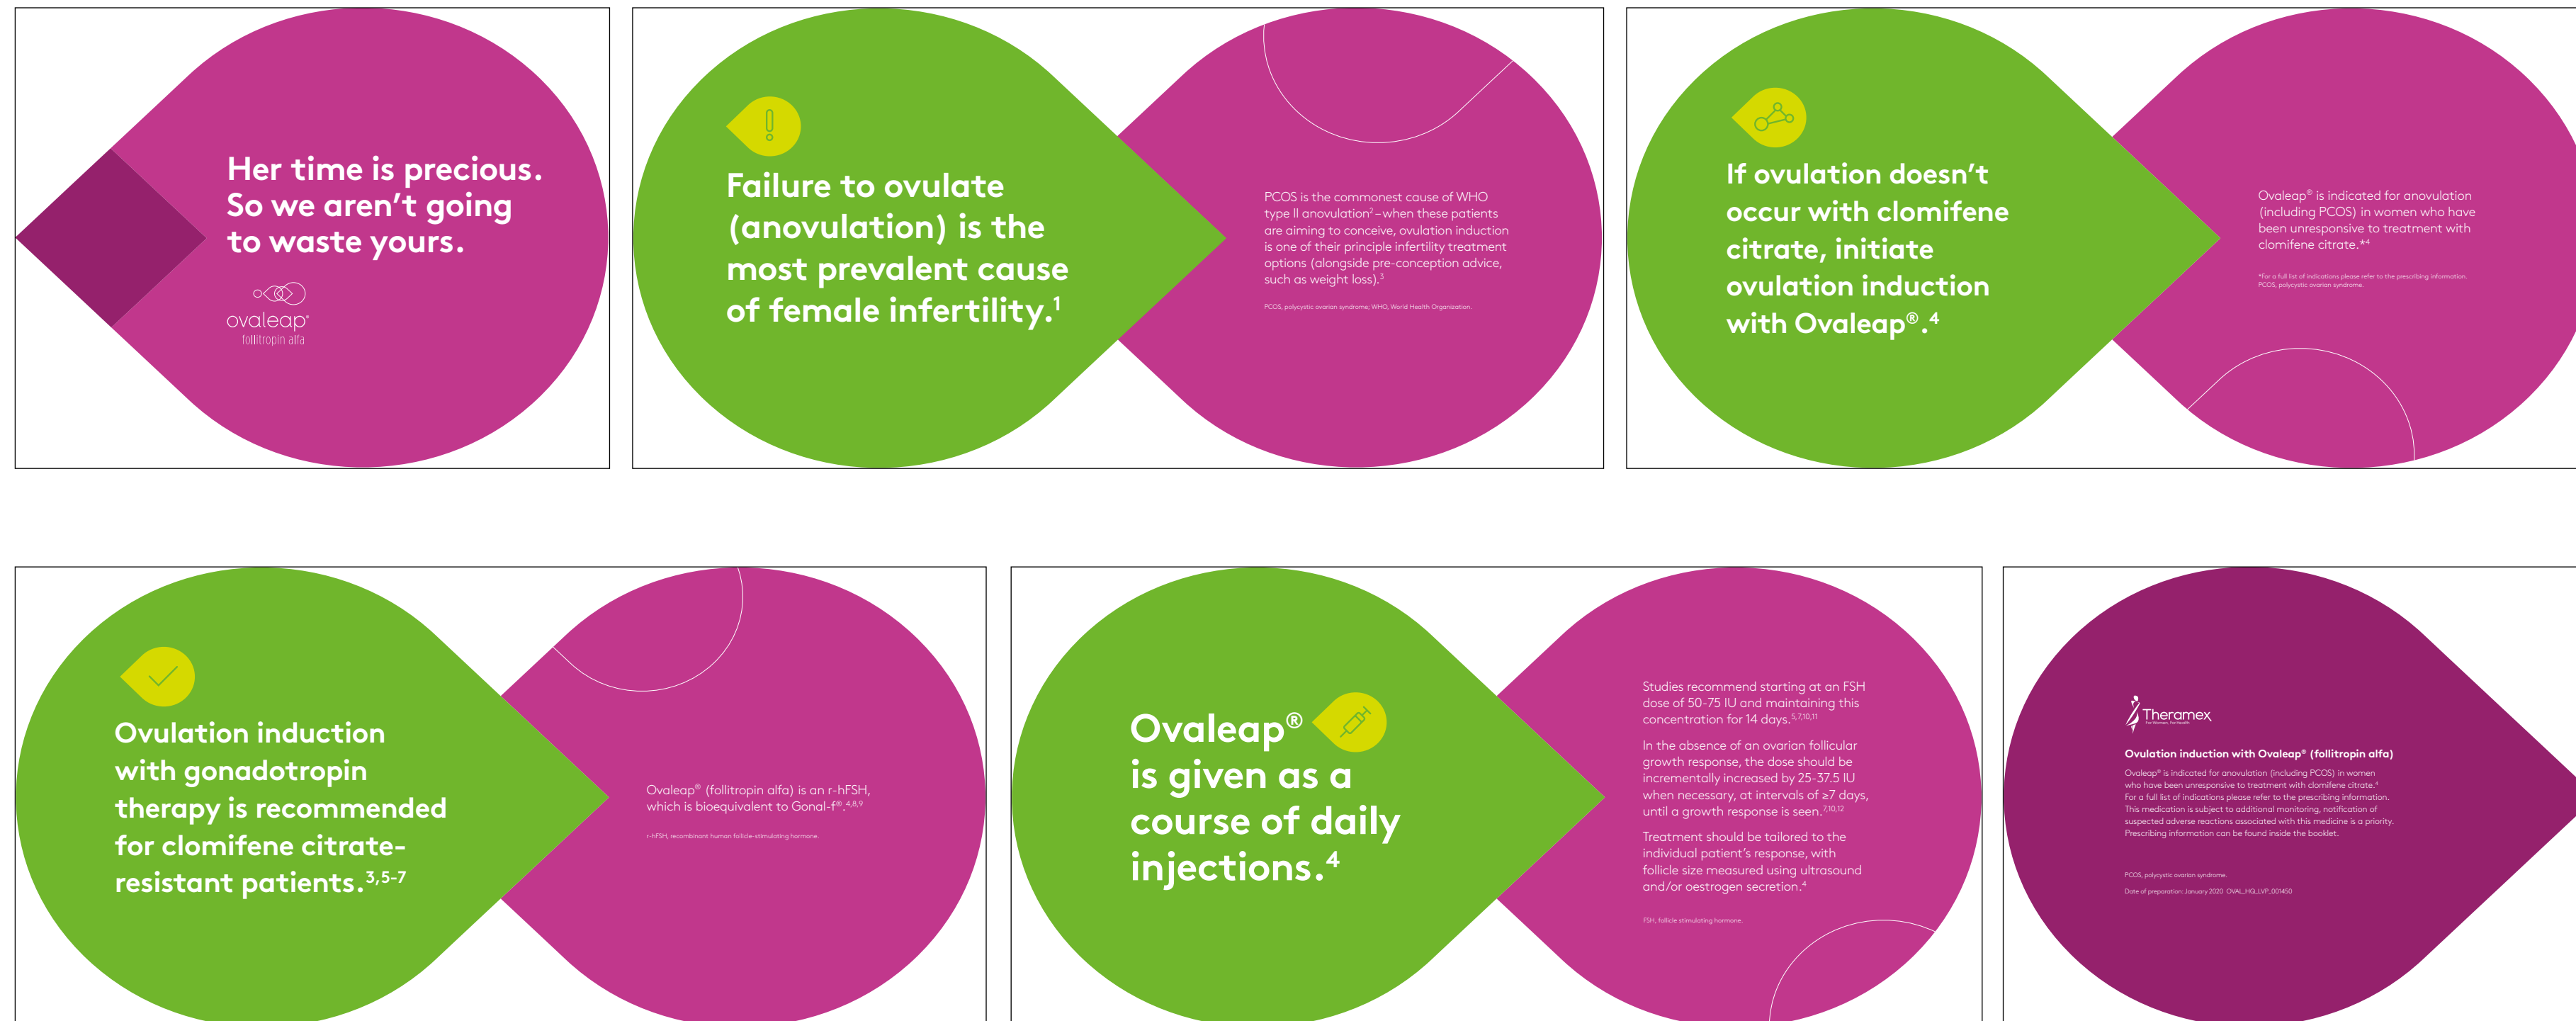 Her time is precious.
So we aren't going
to waste yours.
ovaleap®
follitropin alfa
Failure to ovulate
(anovulation) is the
most prevalent cause
of female infertility.1
PCOS is the commonest cause of WHO
type II anovulation2 – when these patients
are aiming to conceive, ovulation induction
is one of their principle infertility treatment
options (alongside pre-conception advice,
such as weight loss).3
PCOS, polycystic ovarian syndrome; WHO, World Health Organization.
If ovulation doesn't
occur with clomifene
citrate, initiate
ovulation induction
with Ovaleap®.4
Ovaleap® is indicated for anovulation
(including PCOS) in women who have
been unresponsive to treatment with
clomifene citrate.*4
*For a full list of indications please refer to the prescribing information.
PCOS, polycystic ovarian syndrome.
Ovulation induction
with gonadotropin
therapy is recommended
for clomifene citrate-
resistant patients.3,5-7
Ovaleap® (follitropin alfa) is an r-hFSH,
which is bioequivalent to Gonal-f®.4,8,9
r-hFSH, recombinant human follicle-stimulating hormone.
Ovaleap®
is given as a
course of daily
injections.4
Studies recommend starting at an FSH
dose of 50-75 IU and maintaining this
concentration for 14 days.5,7,10,11
In the absence of an ovarian follicular
growth response, the dose should be
incrementally increased by 25-37.5 IU
when necessary, at intervals of ≥7 days,
until a growth response is seen.7,10,12
Treatment should be tailored to the
individual patient's response, with
follicle size measured using ultrasound
and/or oestrogen secretion.4
FSH, follicle stimulating hormone.
Theramex
For Women. For Health
Ovulation induction with Ovaleap® (follitropin alfa)
Ovaleap® is indicated for anovulation (including PCOS) in women
who have been unresponsive to treatment with clomifene citrate.4
For a full list of indications please refer to the prescribing information.
This medication is subject to additional monitoring, notification of
suspected adverse reactions associated with this medicine is a priority.
Prescribing information can be found inside the booklet.
PCOS, polycystic ovarian syndrome.
Date of preparation: January 2020 OVAL_HQ_LVP_001450